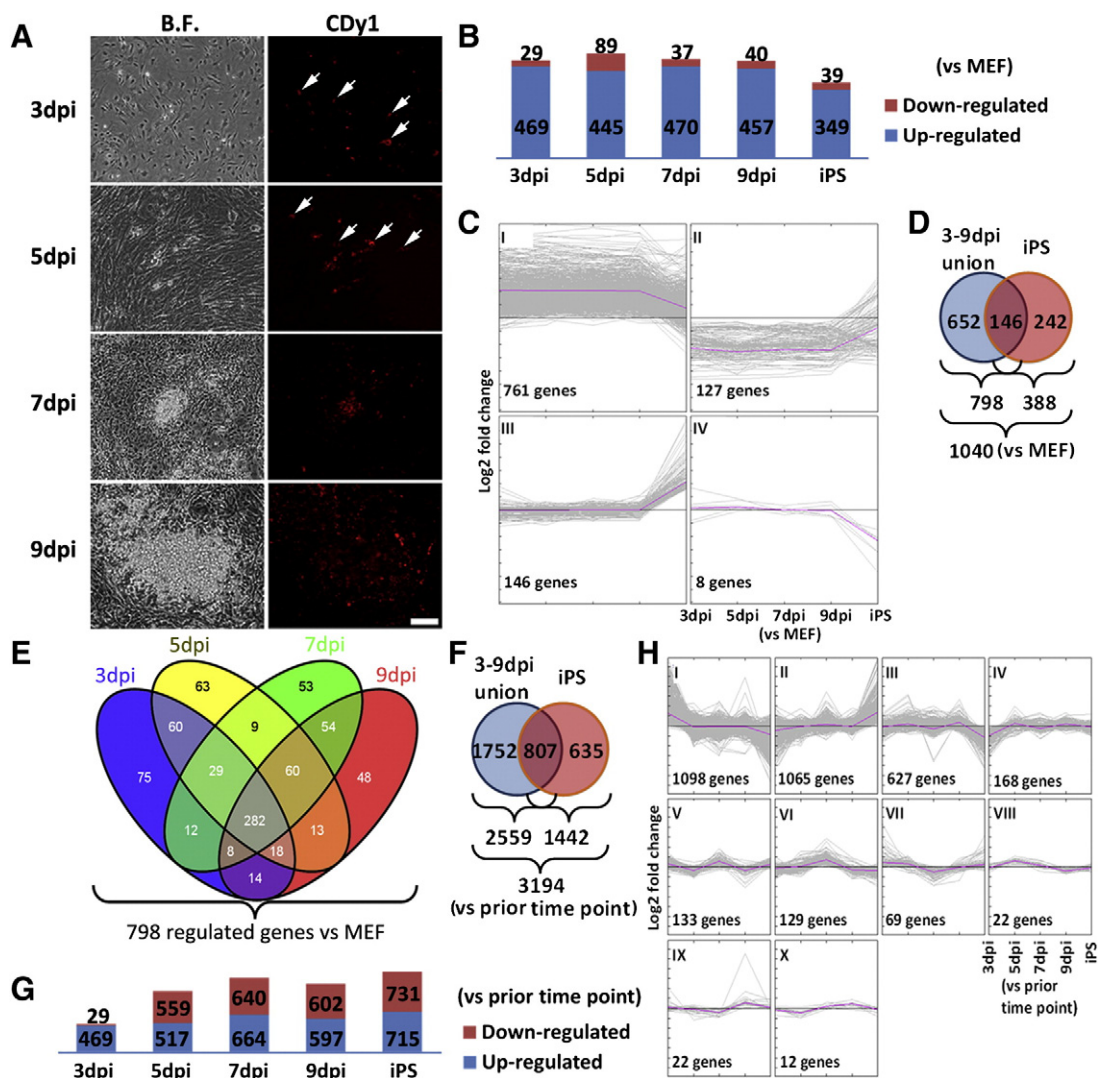 A
B.F.
CDy1
3dpi
5dpi
7dpi
9dpi
B
29
89
37
40
39
469
445
470
457
349
3dpi
5dpi
7dpi
9dpi
iPS
(vs MEF)
Down-regulated
Up-regulated
C
Log2 fold change
I
761 genes
II
127 genes
III
146 genes
IV
8 genes
3dpi
5dpi
7dpi
9dpi
iPS
(vs MEF)
D
3-9dpi
union
iPS
652
146
242
798
388
1040 (vs MEF)
E
3dpi
5dpi
7dpi
9dpi
63
53
60
9
54
75
29
60
48
12
282
13
8
18
14
798 regulated genes vs MEF
F
3-9dpi
union
iPS
1752
807
635
2559
1442
3194
(vs prior time point)
G
29
559
640
602
731
469
517
664
597
715
3dpi
5dpi
7dpi
9dpi
iPS
(vs prior time point)
Down-regulated
Up-regulated
H
Log2 fold change
I
1098 genes
II
1065 genes
III
627 genes
IV
168 genes
V
133 genes
VI
129 genes
VII
69 genes
VIII
22 genes
IX
22 genes
X
12 genes
3dpi
5dpi
7dpi
9dpi
iPS
(vs prior
time point)